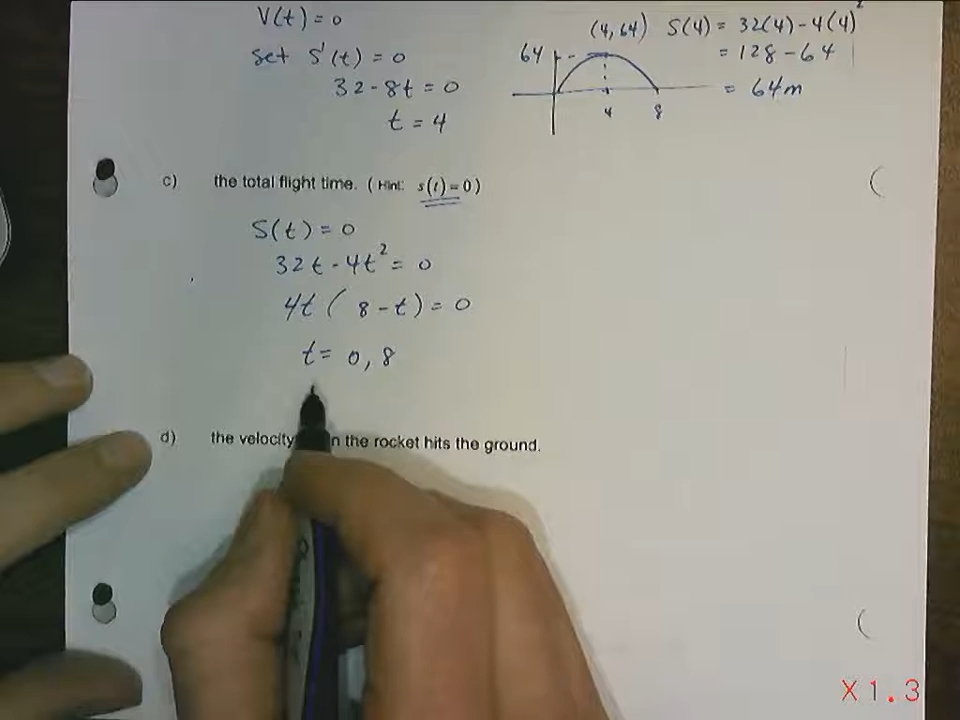 V(t) = 0
set S'(t) = 0
32 - 8t = 0
t = 4
(4, 64) S(4) = 32(4) - 4(4)²
= 128 - 64
= 64m
64
4 8
c) the total flight time. (Hint: s(t) = 0)
(
S(t) = 0
32t - 4t² = 0
4t ( 8 - t) = 0
t = 0, 8
d) the velocity the rocket hits the ground.
(
X1.3